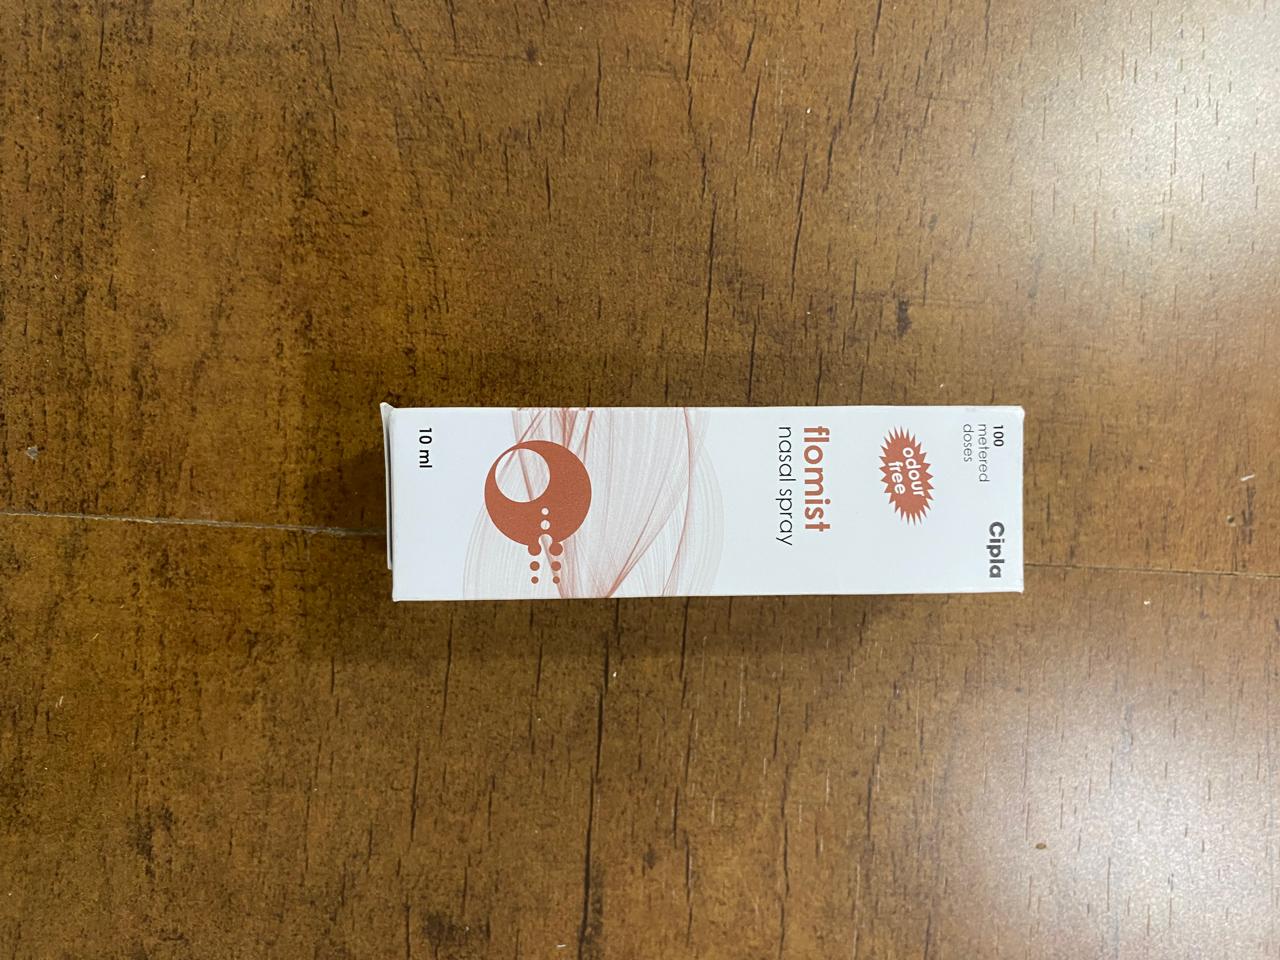 100
metered
doses
Cipla
odour
free
flomist
nasal spray
10 ml